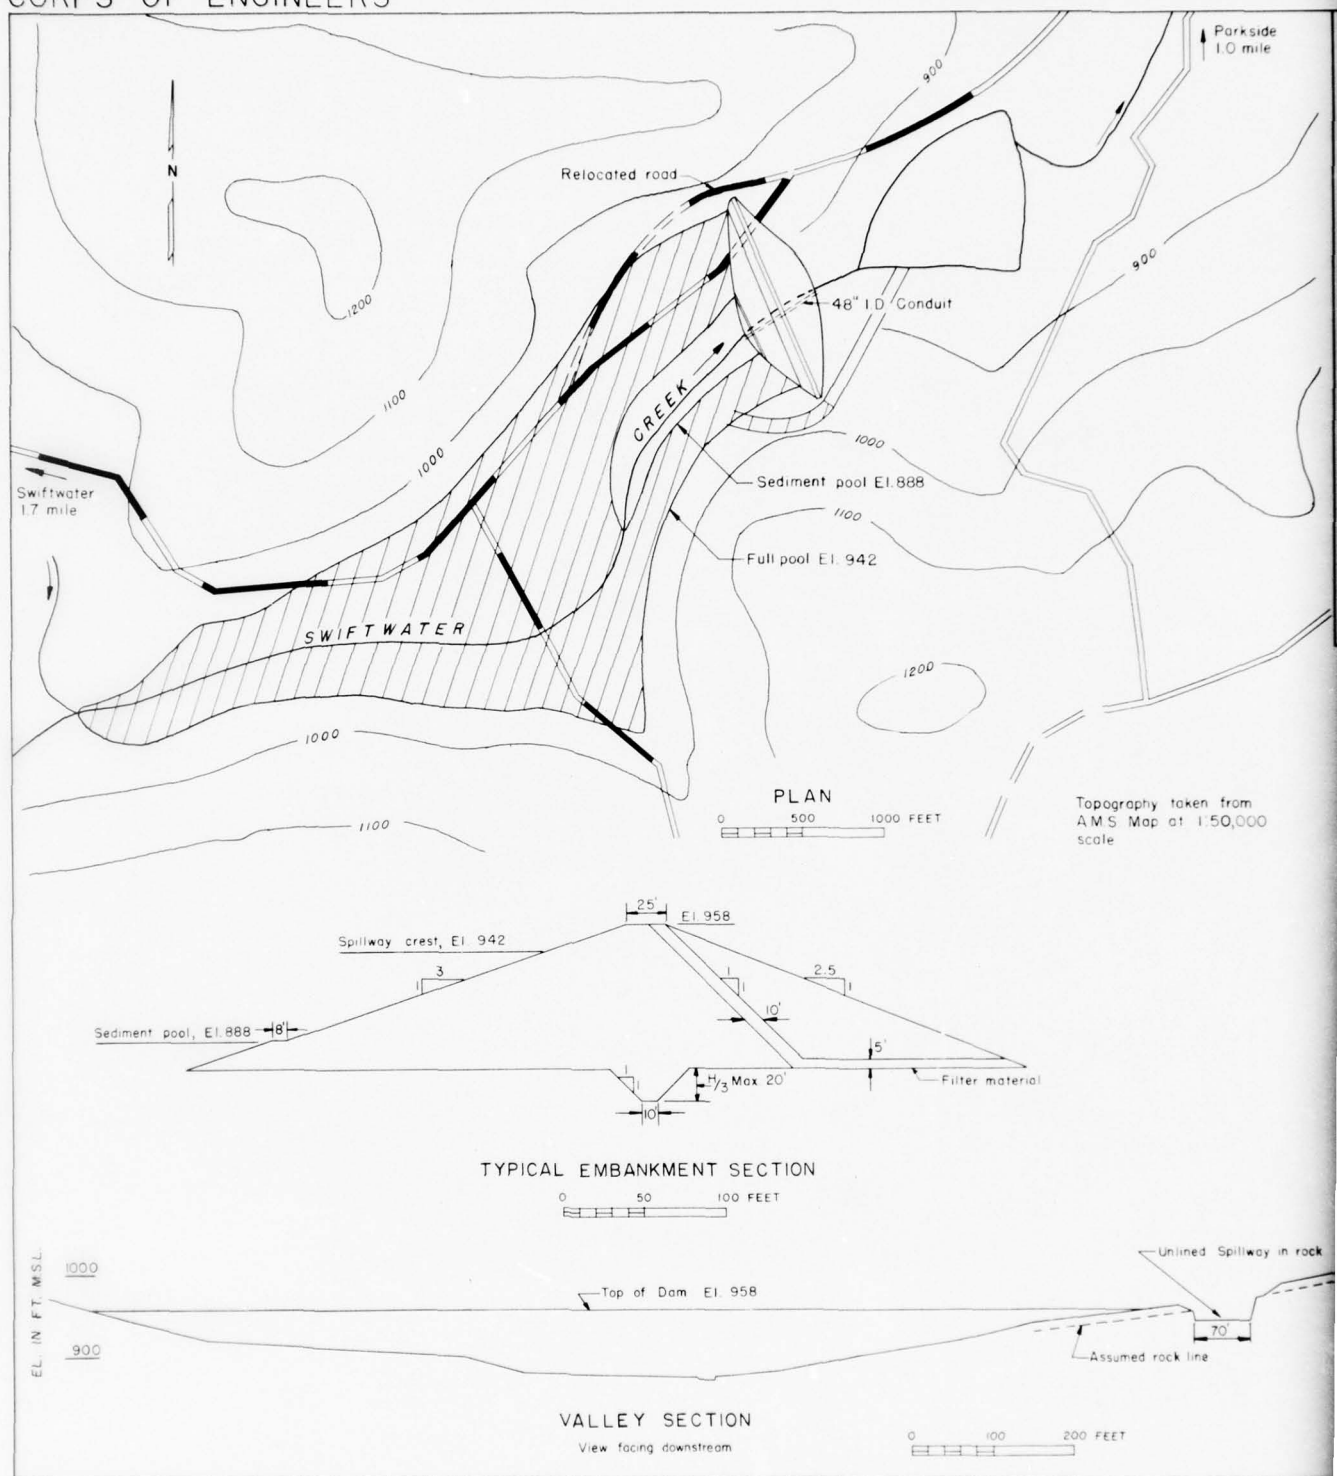 CORPS OF ENGINEERS
Parkside
1.0 mile
900
N
Relocated road
900
1200
48" I.D. Conduit
1100
CREEK
1000
1000
Swiftwater
1.7 mile
Sediment pool El. 888
1100
Full pool El. 942
SWIFTWATER
1200
1000
PLAN
0 500 1000 FEET
Topography taken from
A.M.S. Map at 1:50,000
scale
1100
25'
El. 958
Spillway crest, El. 942
3
1
1
1
2.5
1
10'
Sediment pool, El. 888
8'
5'
1
1
H/3 Max 20'
Filter material
10'
TYPICAL EMBANKMENT SECTION
0 50 100 FEET
Unlined Spillway in rock
EL. IN FT. M.S.L.
1000
Top of Dam El. 958
70'
900
Assumed rock line
VALLEY SECTION
View facing downstream
0 100 200 FEET